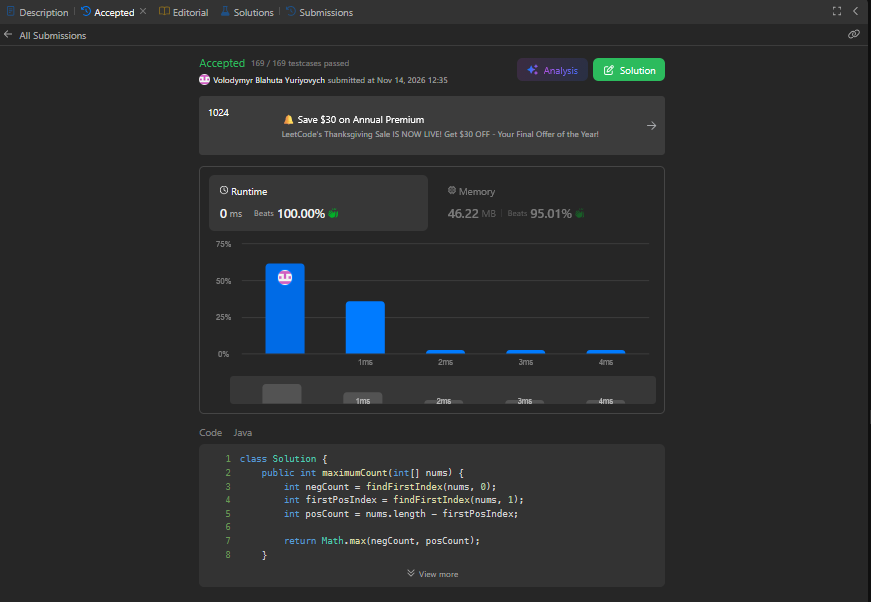 Description Accepted Editorial Solutions Submissions
All Submissions
Accepted 169 / 169 testcases passed
Volodymyr Blahuta Yuriyovych submitted at Nov 14, 2026 12:35
Analysis Solution
1024
Save $30 on Annual Premium
LeetCode's Thanksgiving Sale IS NOW LIVE! Get $30 OFF - Your Final Offer of the Year!
Runtime
0 ms Beats 100.00%
Memory
46.22 MB Beats 95.01%
75%
50%
25%
0%
1ms 2ms 3ms 4ms
1ms 2ms 3ms 4ms
Code Java
1 class Solution {
2 public int maximumCount(int[] nums) {
3 int negCount = findFirstIndex(nums, 0);
4 int firstPosIndex = findFirstIndex(nums, 1);
5 int posCount = nums.length - firstPosIndex;
6
7 return Math.max(negCount, posCount);
8 }
View more